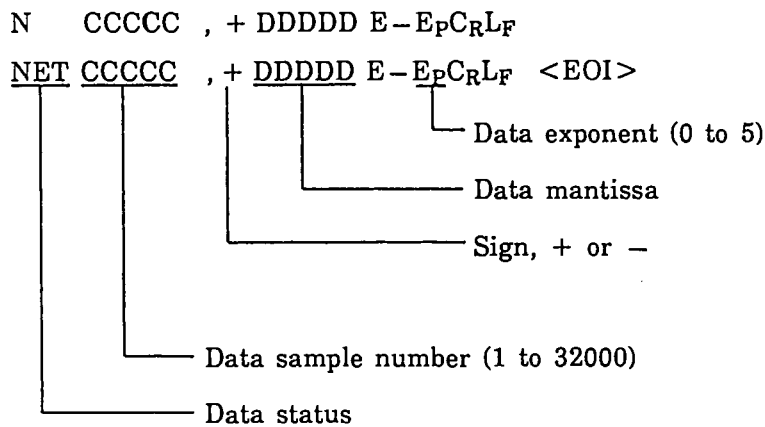 N CCCCC , + DDDDD E−EPCRLF
NET CCCCC , + DDDDD E−EPCRLF <EOI>
Data exponent (0 to 5)
Data mantissa
Sign, + or −
Data sample number (1 to 32000)
Data status